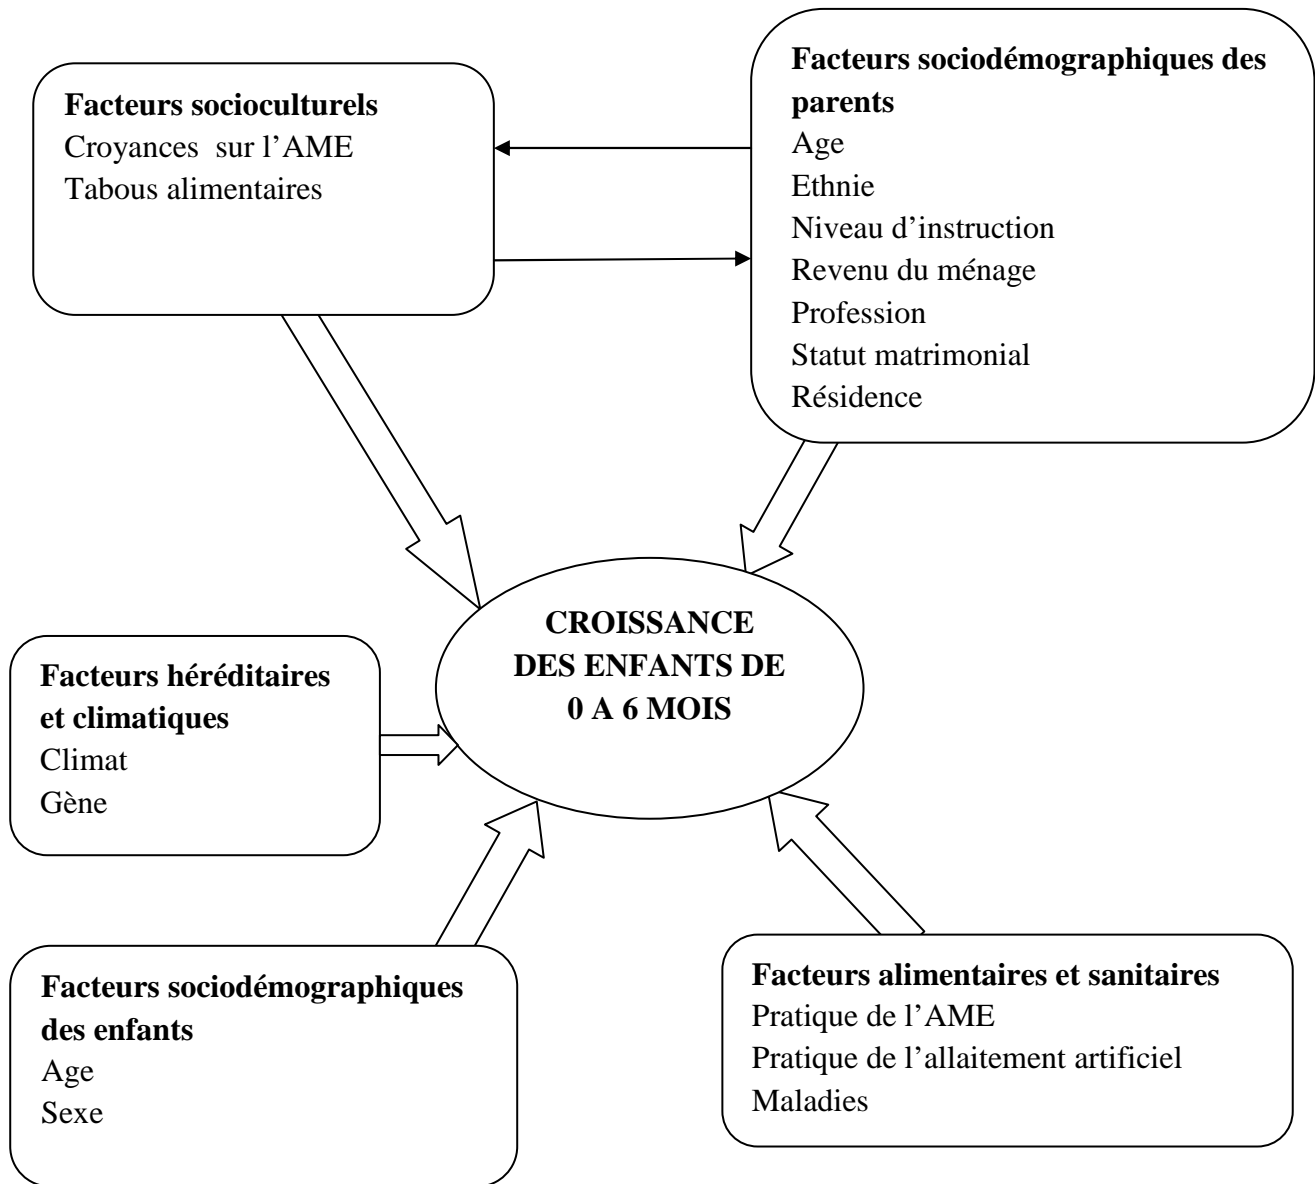 Facteurs socioculturels
Croyances sur l’AME
Tabous alimentaires
Facteurs sociodémographiques des
parents
Age
Ethnie
Niveau d’instruction
Revenu du ménage
Profession
Statut matrimonial
Résidence
CROISSANCE
DES ENFANTS DE
0 A 6 MOIS
Facteurs héréditaires
et climatiques
Climat
Gène
Facteurs sociodémographiques
des enfants
Age
Sexe
Facteurs alimentaires et sanitaires
Pratique de l’AME
Pratique de l’allaitement artificiel
Maladies